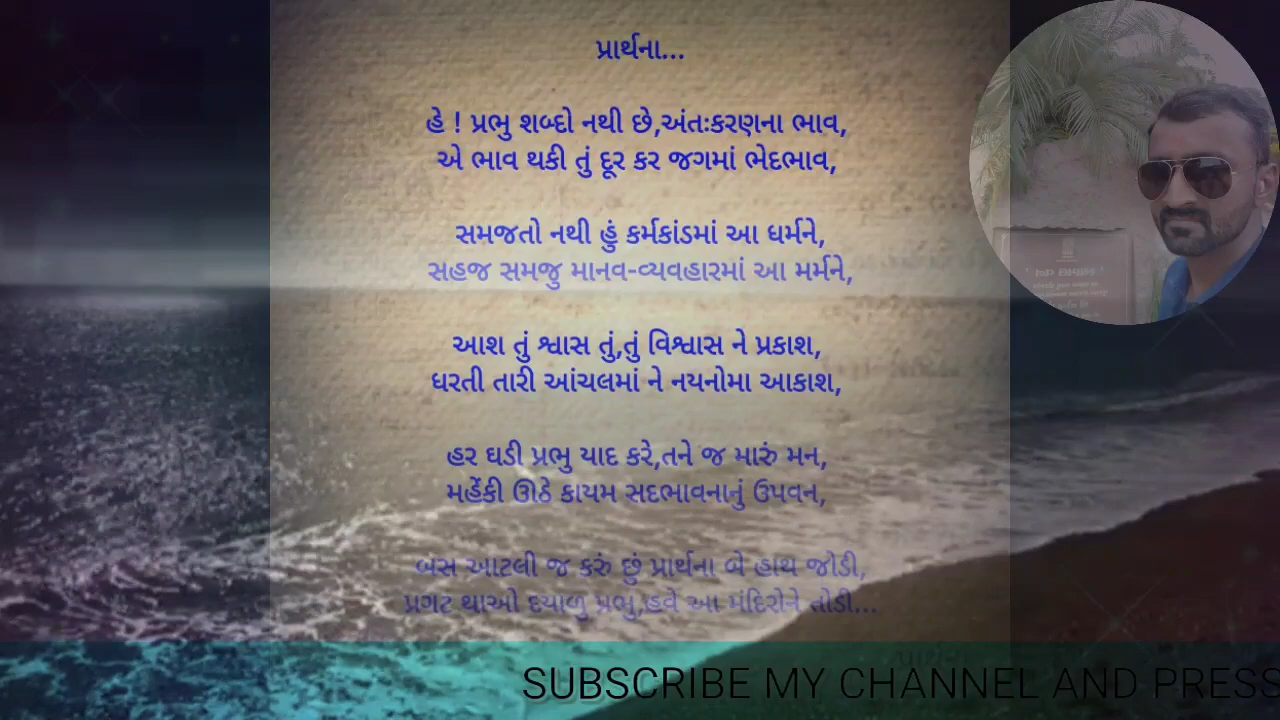 પ્રાર્થના...
હે ! પ્રભુ શબ્દો નથી છે,અંતઃકરણના ભાવ,
એ ભાવ થકી તું દૂર કર જગમાં ભેદભાવ,
સમજતો નથી હું કર્મકાંડમાં આ ધર્મને,
સહજ સમજુ માનવ-વ્યવહારમાં આ મર્મને,
આશ તું શ્વાસ તું,તું વિશ્વાસ ને પ્રકાશ,
ધરતી તારી આંચલમાં ને નયનોમા આકાશ,
હર ઘડી પ્રભુ યાદ કરે,તને જ મારું મન,
મહેંકી ઊઠે કાયમ સદભાવનાનું ઉપવન,
બસ આટલી જ કરું છું પ્રાર્થના બે હાથ જોડી,
પ્રગટ થાઓ દયાળુ પ્રભુ,હવે આ મંદિરોને તોડી...
SUBSCRIBE MY CHANNEL AND PRESS